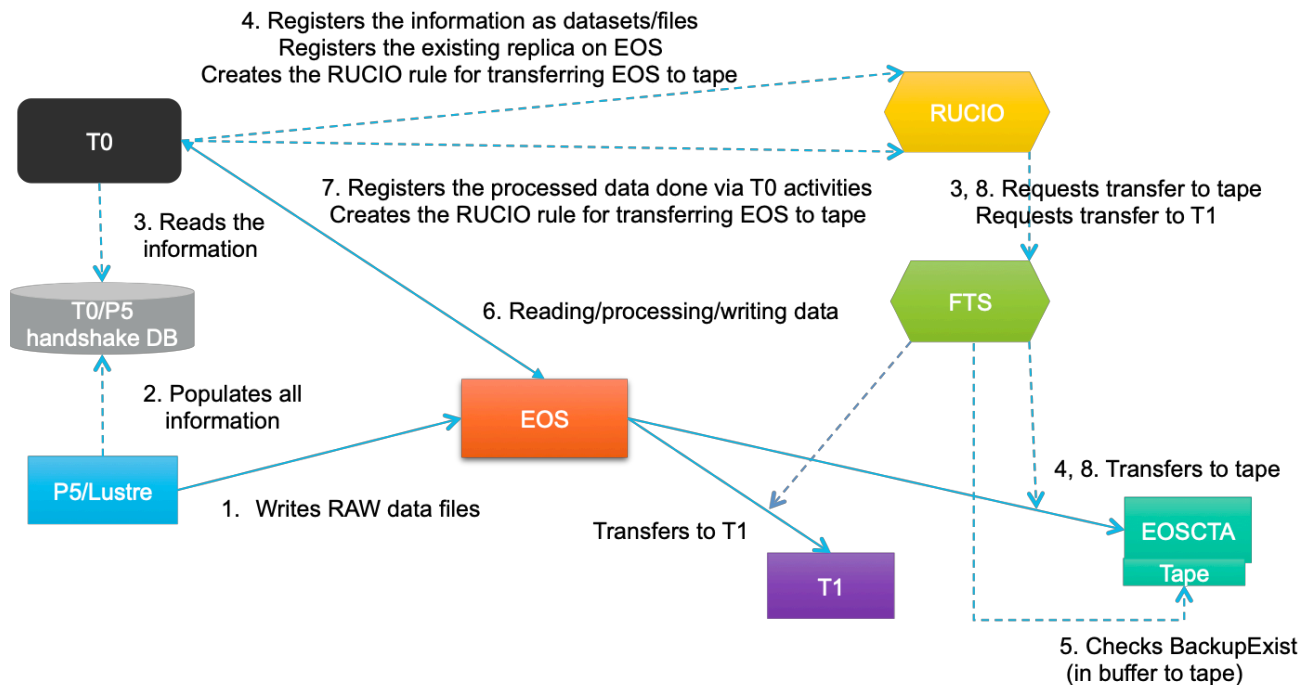 4. Registers the information as datasets/files
Registers the existing replica on EOS
Creates the RUCIO rule for transferring EOS to tape
T0
RUCIO
7. Registers the processed data done via T0 activities
Creates the RUCIO rule for transferring EOS to tape
3, 8. Requests transfer to tape
Requests transfer to T1
3. Reads the
information
T0/P5
handshake DB
6. Reading/processing/writing data
FTS
2. Populates all
information
EOS
P5/Lustre
1. Writes RAW data files
4, 8. Transfers to tape
Transfers to T1
EOSCTA
Tape
T1
5. Checks BackupExist
(in buffer to tape)